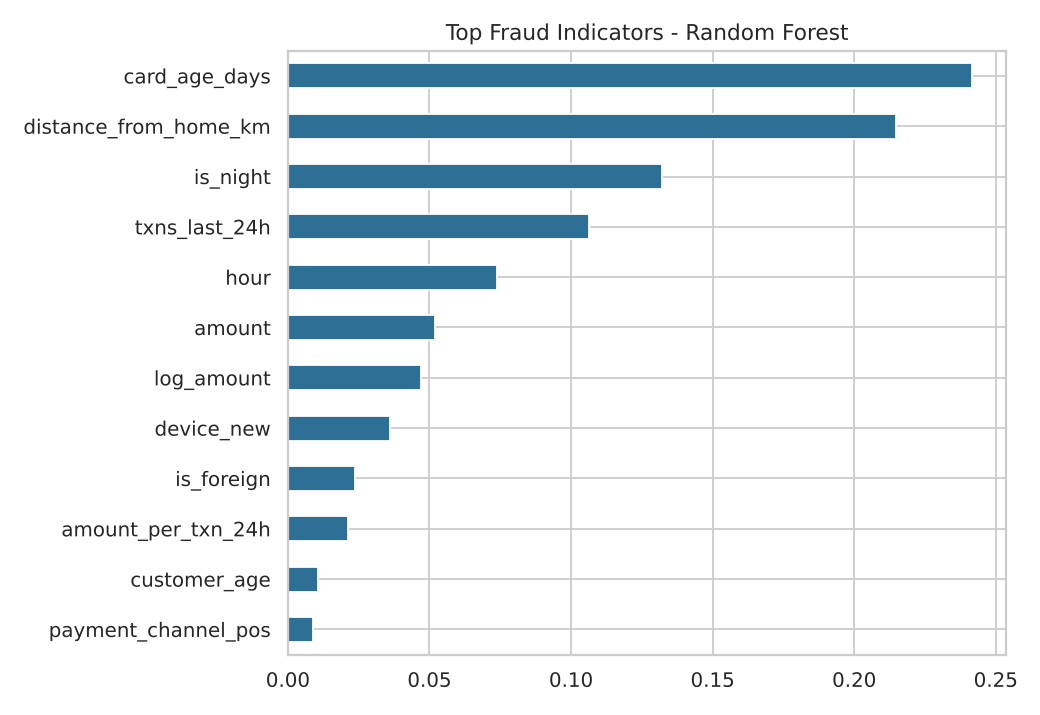 Top Fraud Indicators - Random Forest
card_age_days
distance_from_home_km
is_night
txns_last_24h
hour
amount
log_amount
device_new
is_foreign
amount_per_txn_24h
customer_age
payment_channel_pos
0.00 0.05 0.10 0.15 0.20 0.25